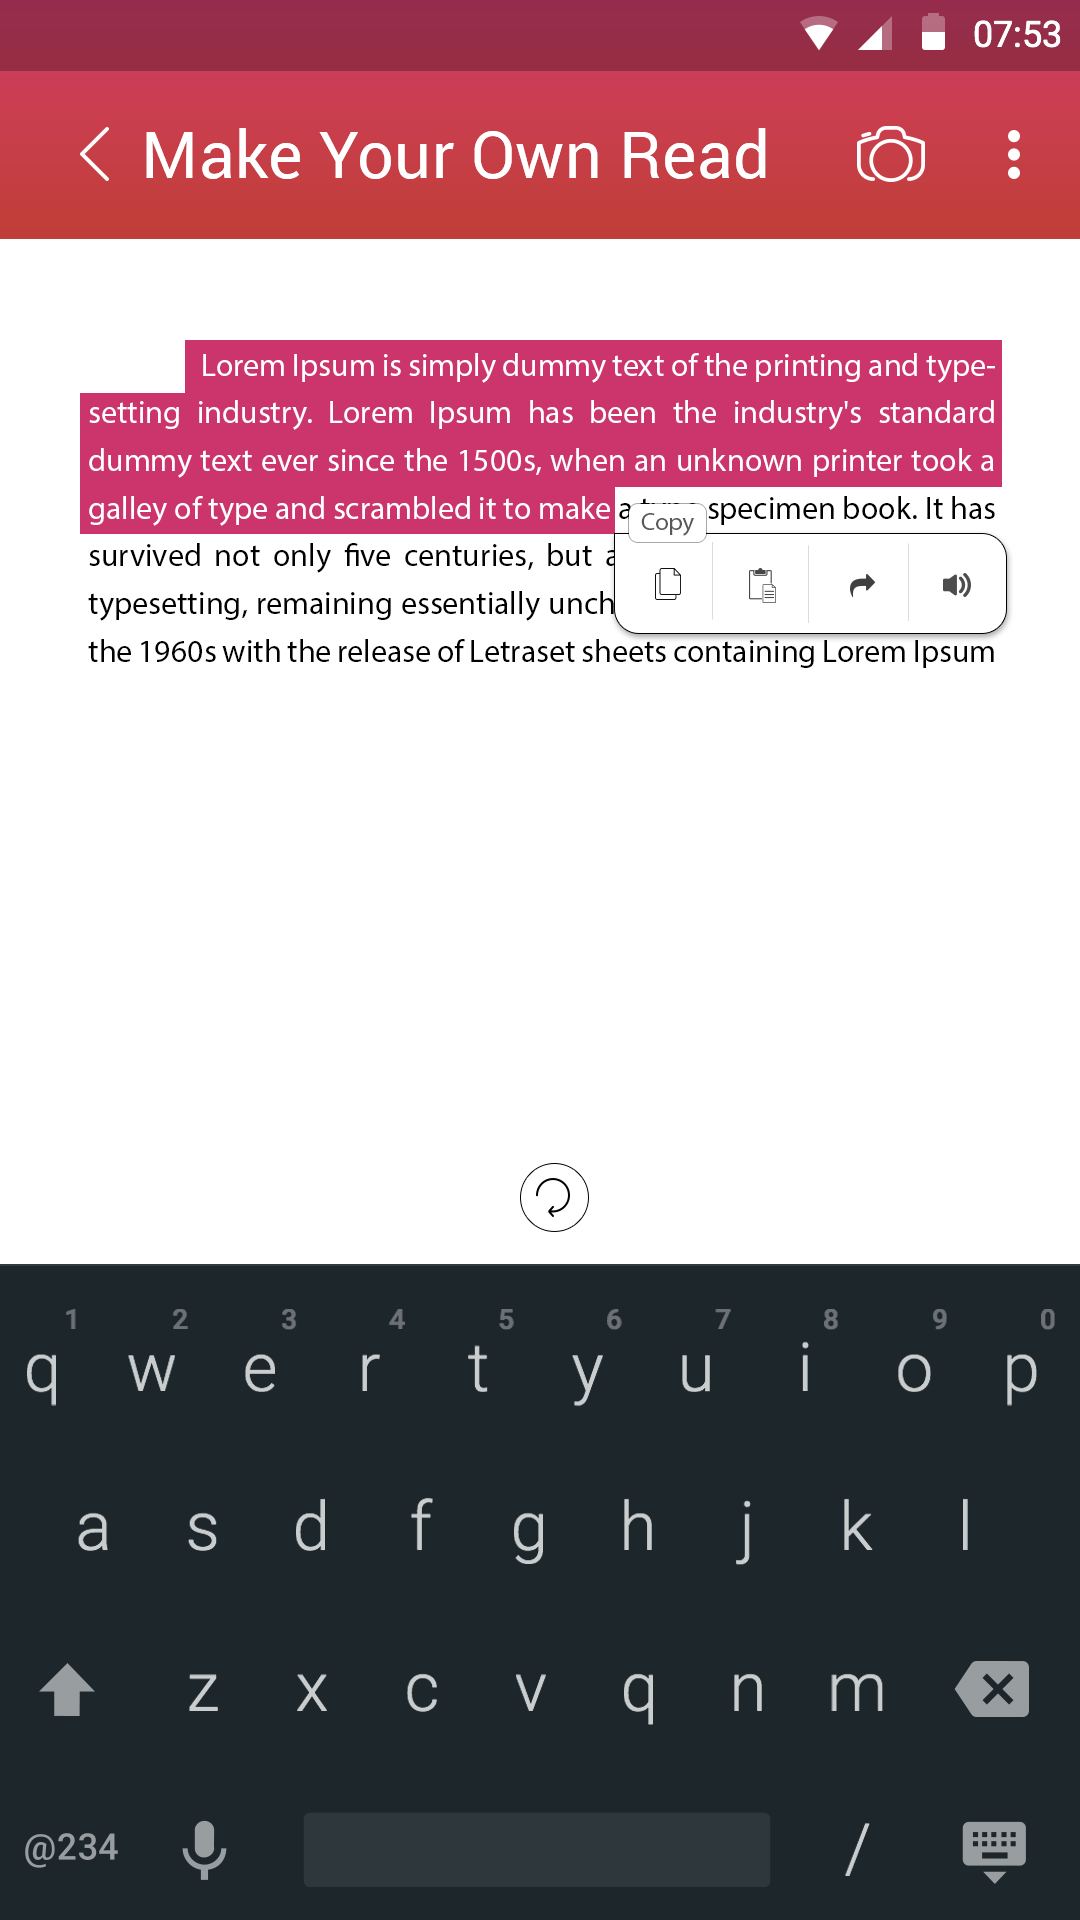 07:53
Make Your Own Read
Lorem Ipsum is simply dummy text of the printing and type-
setting industry. Lorem Ipsum has been the industry's standard
dummy text ever since the 1500s, when an unknown printer took a
galley of type and scrambled it to make a type specimen book. It has
Copy
survived not only five centuries, but a
typesetting, remaining essentially unch
the 1960s with the release of Letraset sheets containing Lorem Ipsum
1 2 3 4 5 6 7 8 9 0
q w e r t y u i o p
a s d f g h j k l
z x c v q n m
@234 /